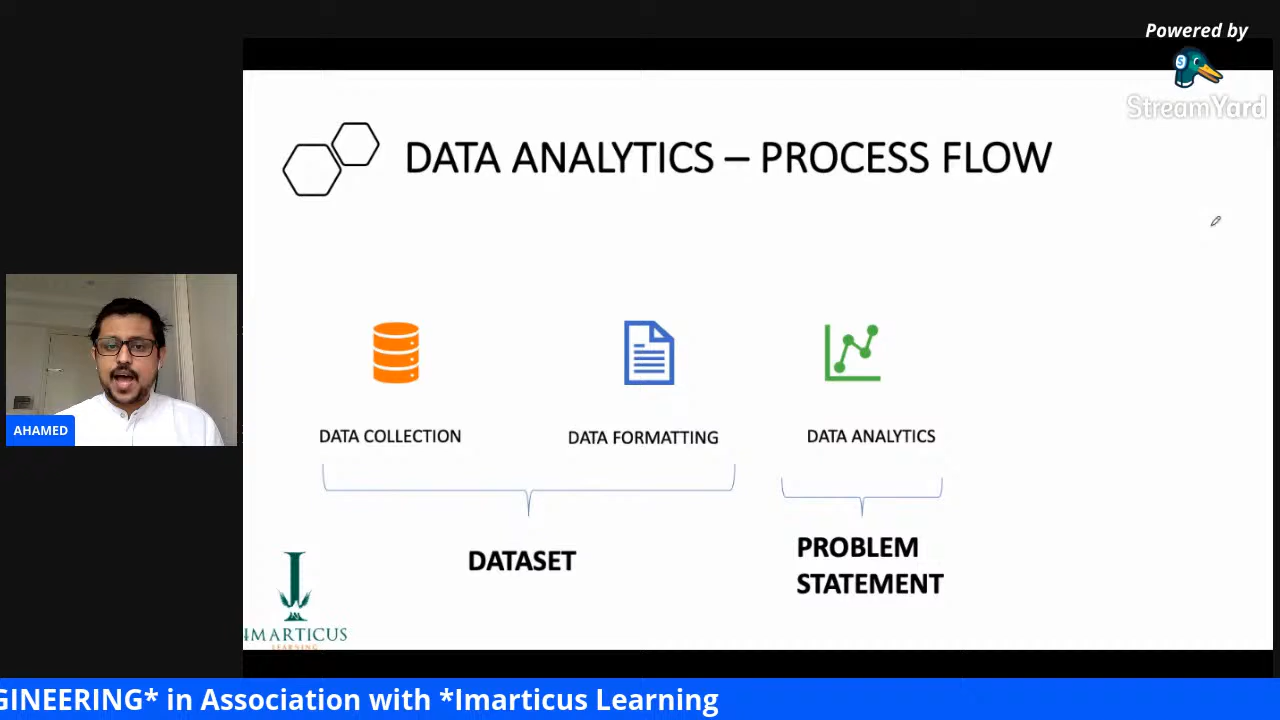 Powered by
S
StreamYard
DATA ANALYTICS – PROCESS FLOW
AHAMED
DATA COLLECTION
DATA FORMATTING
DATA ANALYTICS
DATASET
PROBLEM
STATEMENT
IMARTICUS
LEARNING
GINEERING* in Association with *Imarticus Learning